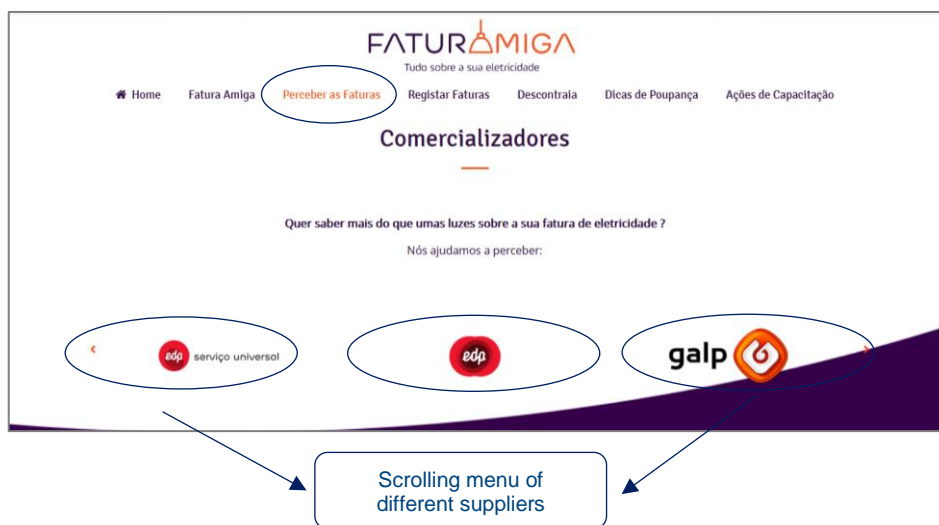 FATURAMIGA
Tudo sobre a sua eletricidade
Home Fatura Amiga Perceber as Faturas Registar Faturas Descontraia Dicas de Poupança Ações de Capacitação
Comercializadores
Quer saber mais do que umas luzes sobre a sua fatura de eletricidade ?
Nós ajudamos a perceber:
edp serviço universal
edp
galp
Scrolling menu of
different suppliers